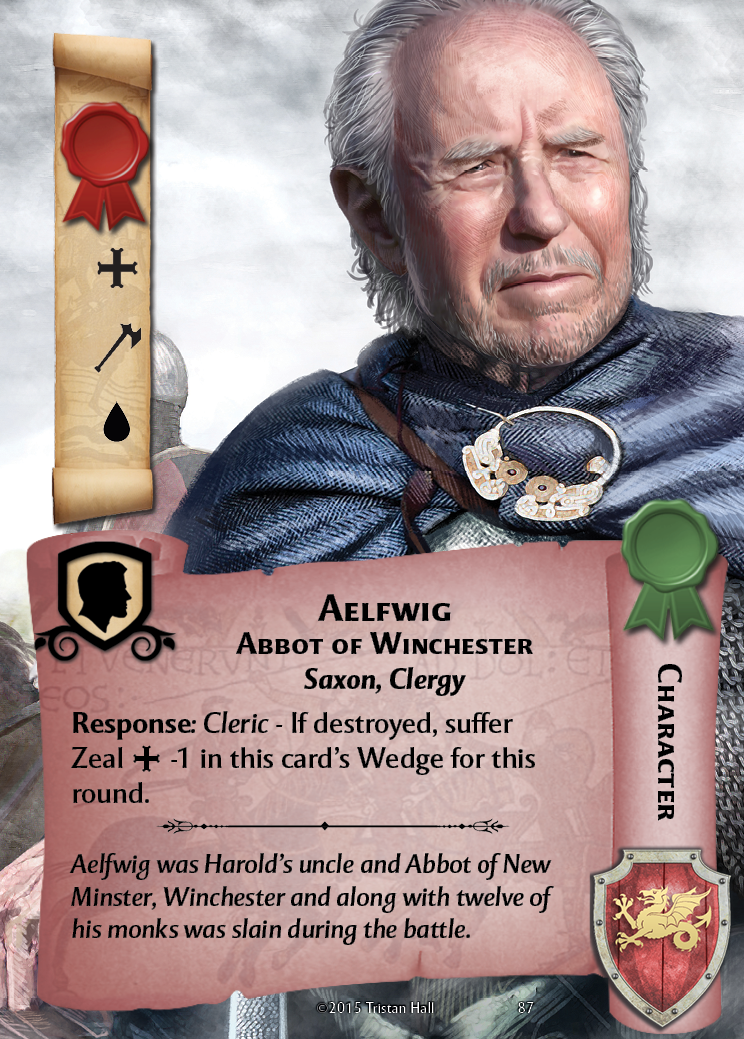 Aelfwig
Abbot of Winchester
Saxon, Clergy
Response: Cleric - If destroyed, suffer
Zeal -1 in this card's Wedge for this
round.
Aelfwig was Harold's uncle and Abbot of New
Minster, Winchester and along with twelve of
his monks was slain during the battle.
Character
©2015 Tristan Hall
87